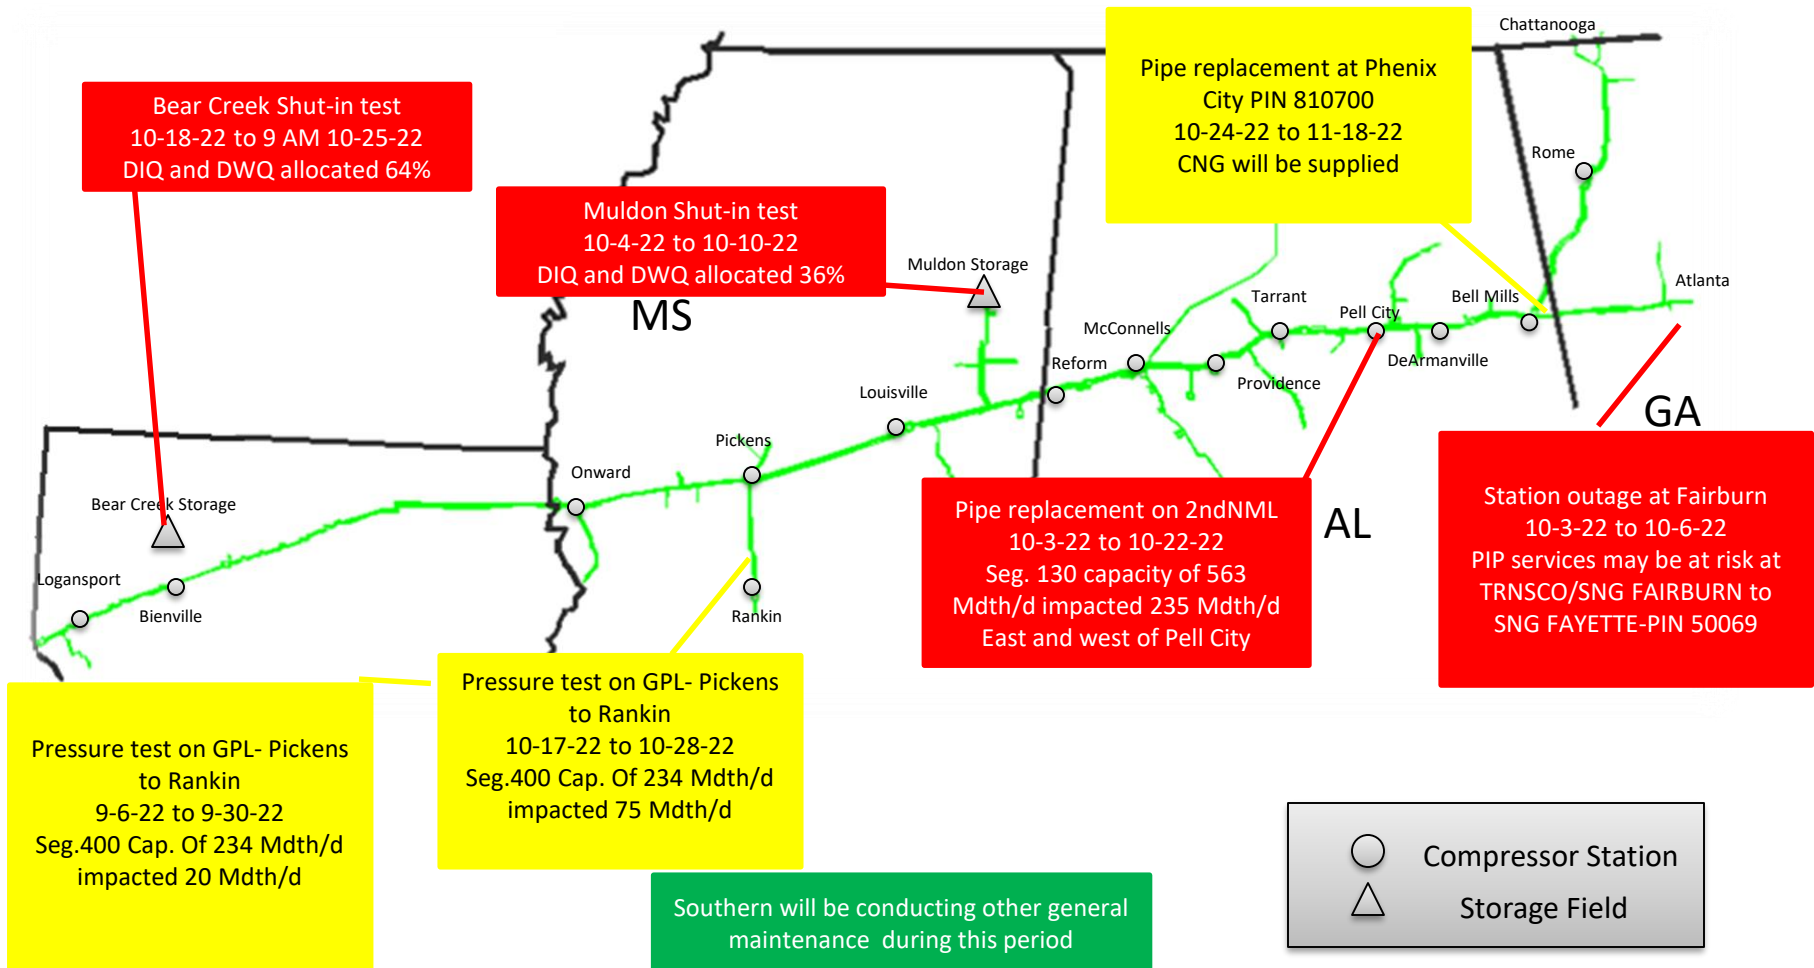 Chattanooga
Pipe replacement at Phenix
City PIN 810700
10-24-22 to 11-18-22
CNG will be supplied
Bear Creek Shut-in test
10-18-22 to 9 AM 10-25-22
DIQ and DWQ allocated 64%
Rome
Muldon Shut-in test
10-4-22 to 10-10-22
DIQ and DWQ allocated 36%
Muldon Storage
MS
Atlanta
Bell Mills
Tarrant
Pell City
McConnells
DeArmanville
Reform
Providence
Louisville
GA
Pickens
Onward
Bear Creek Storage
Logansport
Bienville
Rankin
Pipe replacement on 2ndNML
10-3-22 to 10-22-22
Seg. 130 capacity of 563
Mdth/d impacted 235 Mdth/d
East and west of Pell City
AL
Station outage at Fairburn
10-3-22 to 10-6-22
PIP services may be at risk at
TRNSCO/SNG FAIRBURN to
SNG FAYETTE-PIN 50069
Pressure test on GPL- Pickens
to Rankin
9-6-22 to 9-30-22
Seg.400 Cap. Of 234 Mdth/d
impacted 20 Mdth/d
Pressure test on GPL- Pickens
to Rankin
10-17-22 to 10-28-22
Seg.400 Cap. Of 234 Mdth/d
impacted 75 Mdth/d
Southern will be conducting other general
maintenance during this period
Compressor Station
Storage Field